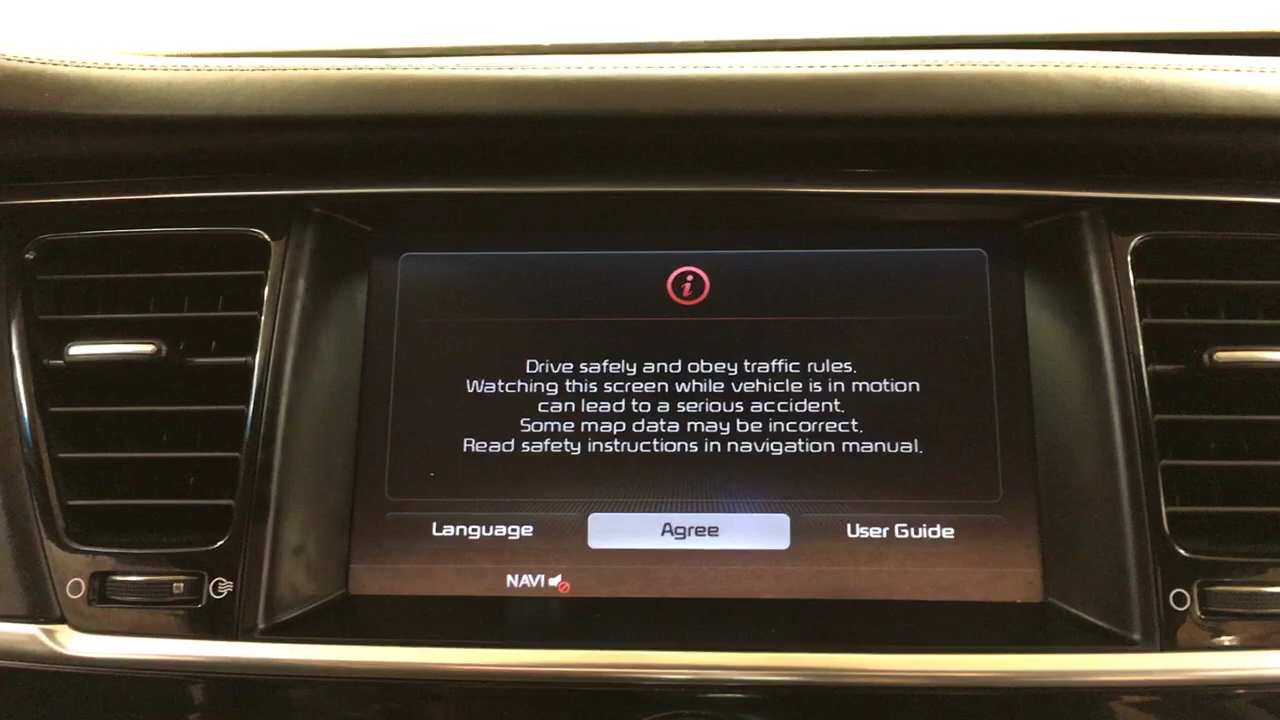 Drive safely and obey traffic rules.
Watching this screen while vehicle is in motion
can lead to a serious accident.
Some map data may be incorrect.
Read safety instructions in navigation manual.
Language
Agree
User Guide
NAVI